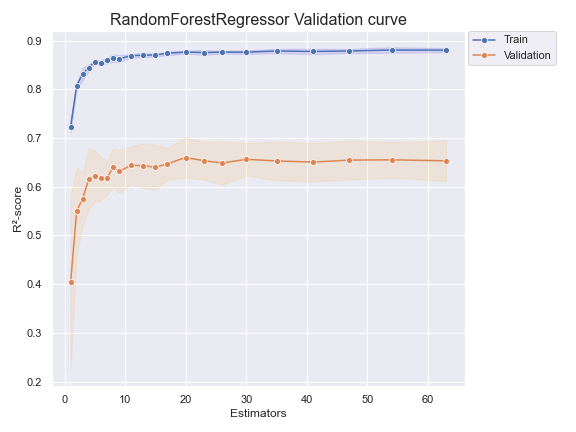 RandomForestRegressor Validation curve
Train
Validation
R²-score
0.9
0.8
0.7
0.6
0.5
0.4
0.3
0.2
0 10 20 30 40 50 60
Estimators